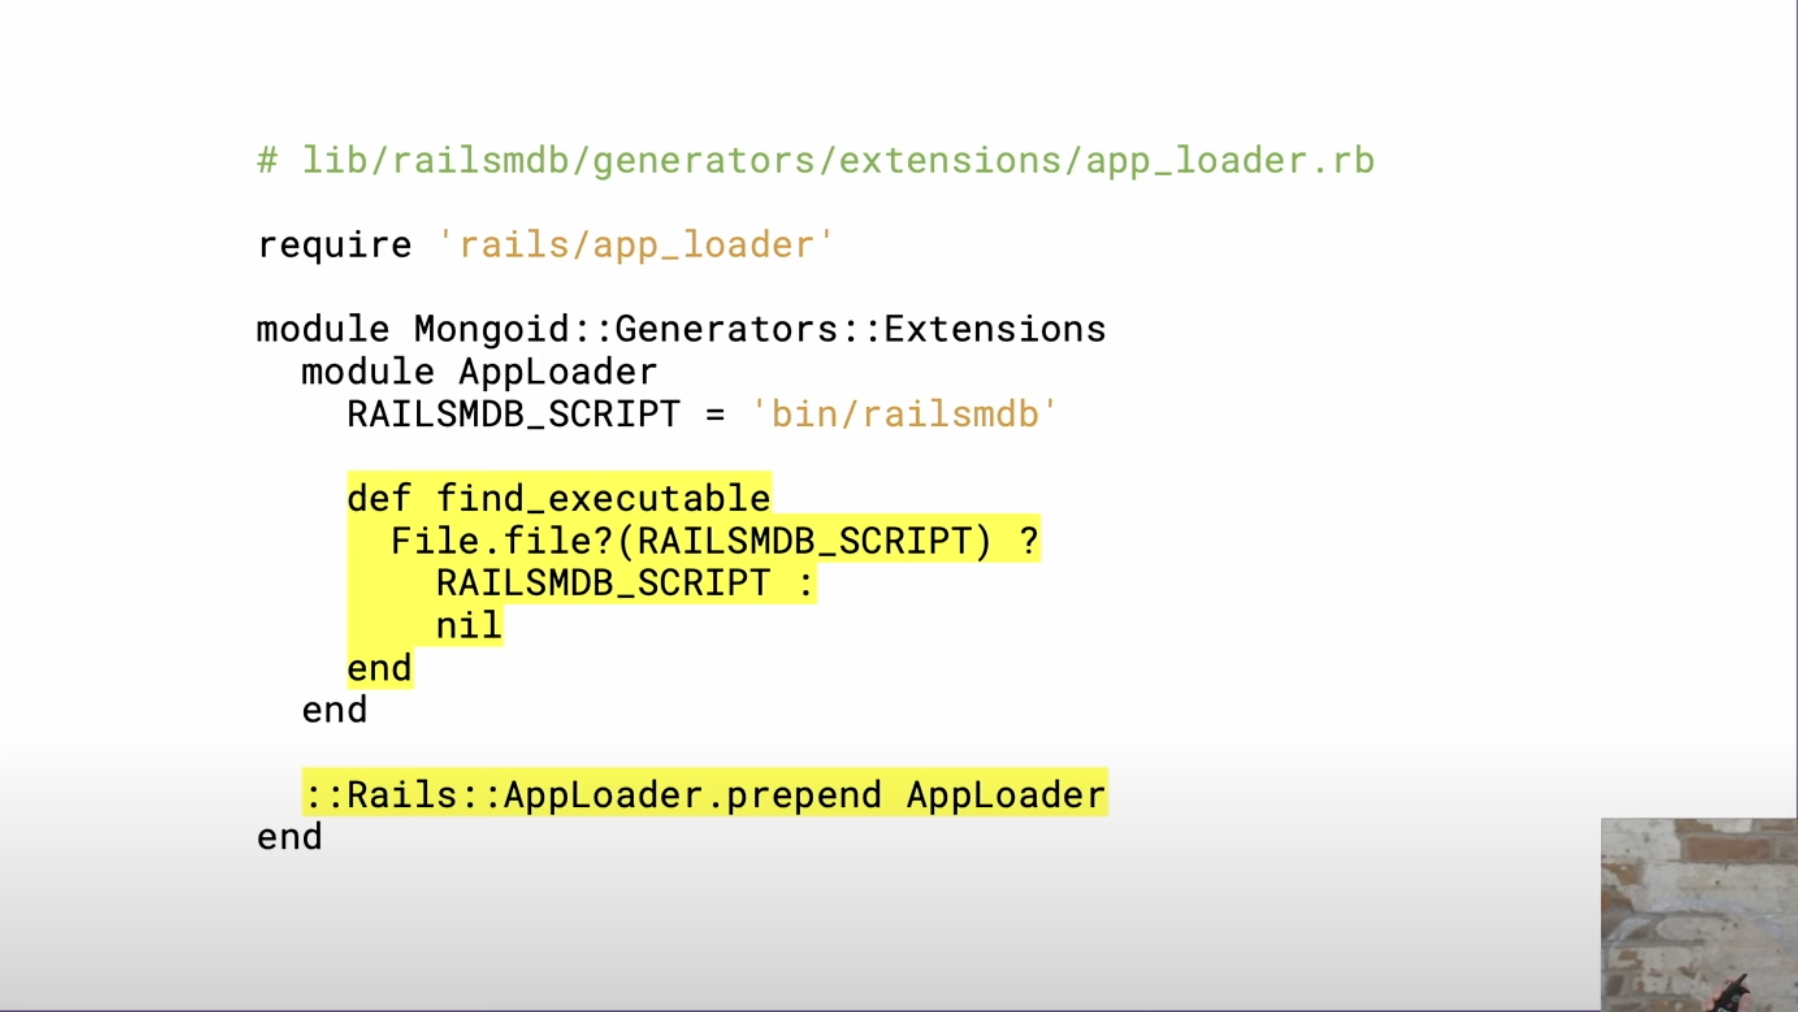 # lib/railsmdb/generators/extensions/app_loader.rb
require 'rails/app_loader'
module Mongoid::Generators::Extensions
module AppLoader
RAILSMDB_SCRIPT = 'bin/railsmdb'
def find_executable
File.file?(RAILSMDB_SCRIPT) ?
RAILSMDB_SCRIPT :
nil
end
end
::Rails::AppLoader.prepend AppLoader
end